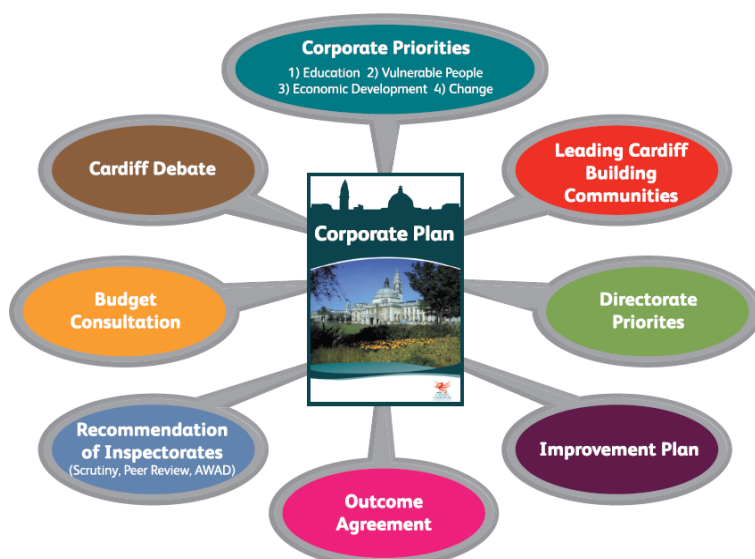 Corporate Priorities
1) Education 2) Vulnerable People
3) Economic Development 4) Change
Cardiff Debate
Leading Cardiff
Building
Communities
Corporate Plan
Budget
Consultation
Directorate
Priorites
Recommendation
of Inspectorates
(Scrutiny, Peer Review, AWAD)
Improvement Plan
Outcome
Agreement